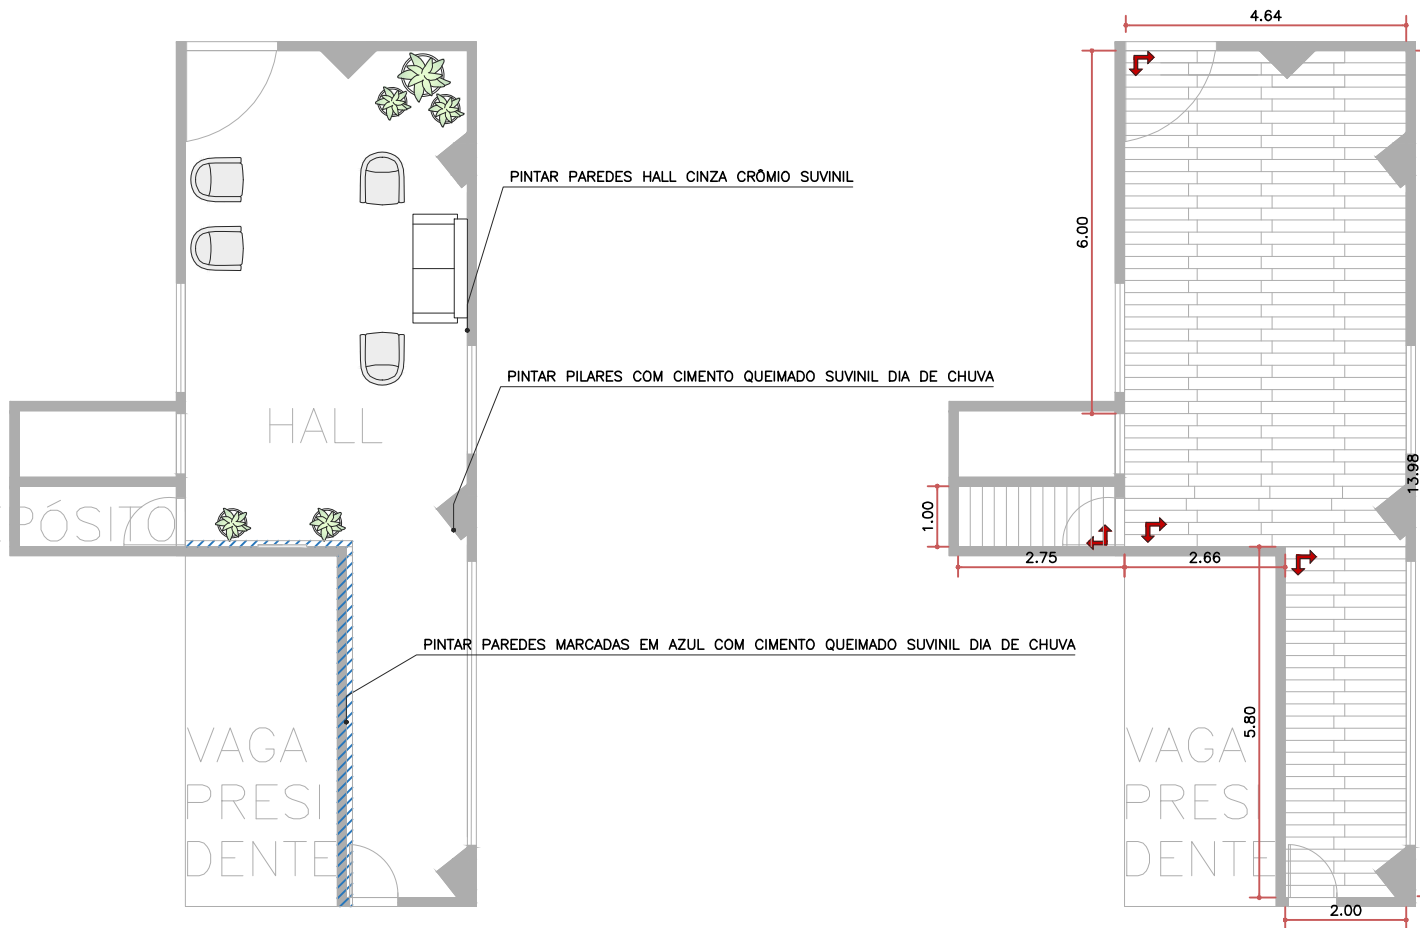 4.64
PINTAR PAREDES HALL CINZA CRÔMIO SUVINIL
6.00
PINTAR PILARES COM CIMENTO QUEIMADO SUVINIL DIA DE CHUVA
HALL
13.98
PÓSITO
1.00
2.75
2.66
PINTAR PAREDES MARCADAS EM AZUL COM CIMENTO QUEIMADO SUVINIL DIA DE CHUVA
5.80
VAGA
PRESI
DENTE
VAGA
PRES
DENTE
2.00